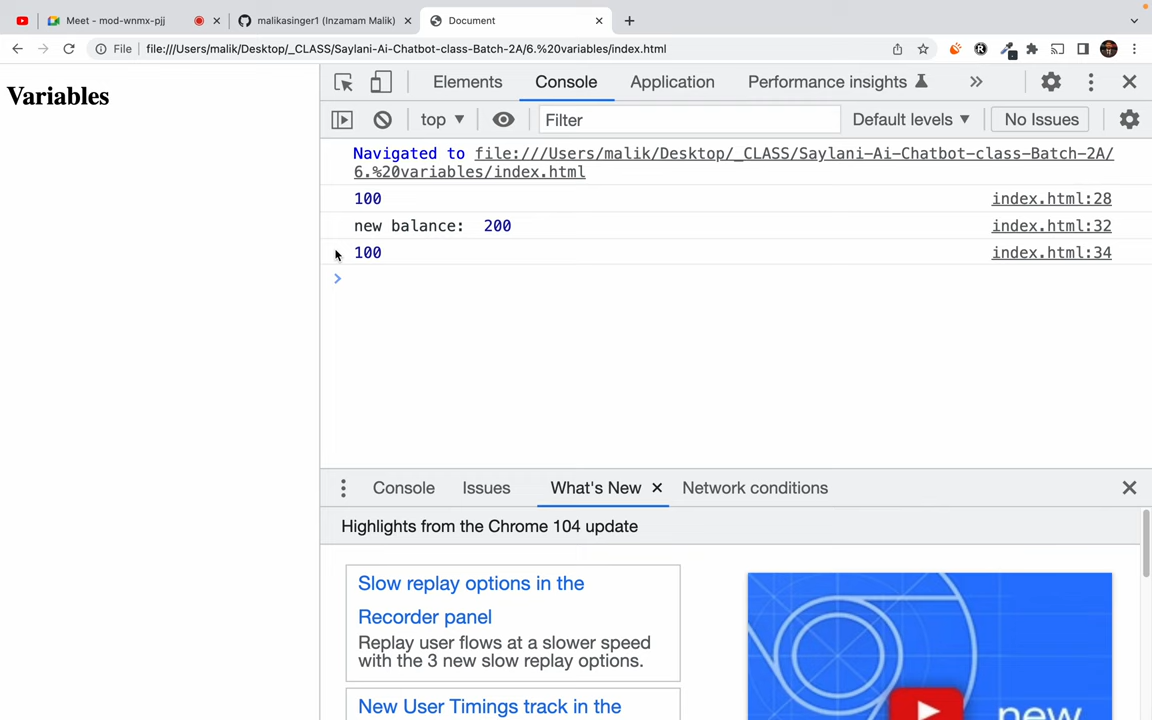 Meet - mod-wnmx-pjj
malikasinger1 (Inzamam Malik)
Document
File
file:///Users/malik/Desktop/_CLASS/Saylani-Ai-Chatbot-class-Batch-2A/6.%20variables/index.html
Variables
Elements
Console
Application
Performance insights
top
Filter
Default levels
No Issues
Navigated to file:///Users/malik/Desktop/_CLASS/Saylani-Ai-Chatbot-class-Batch-2A/
6.%20variables/index.html
100 index.html:28
new balance: 200 index.html:32
100 index.html:34
Console
Issues
What's New
Network conditions
Highlights from the Chrome 104 update
Slow replay options in the
Recorder panel
Replay user flows at a slower speed
with the 3 new slow replay options.
New User Timings track in the
new